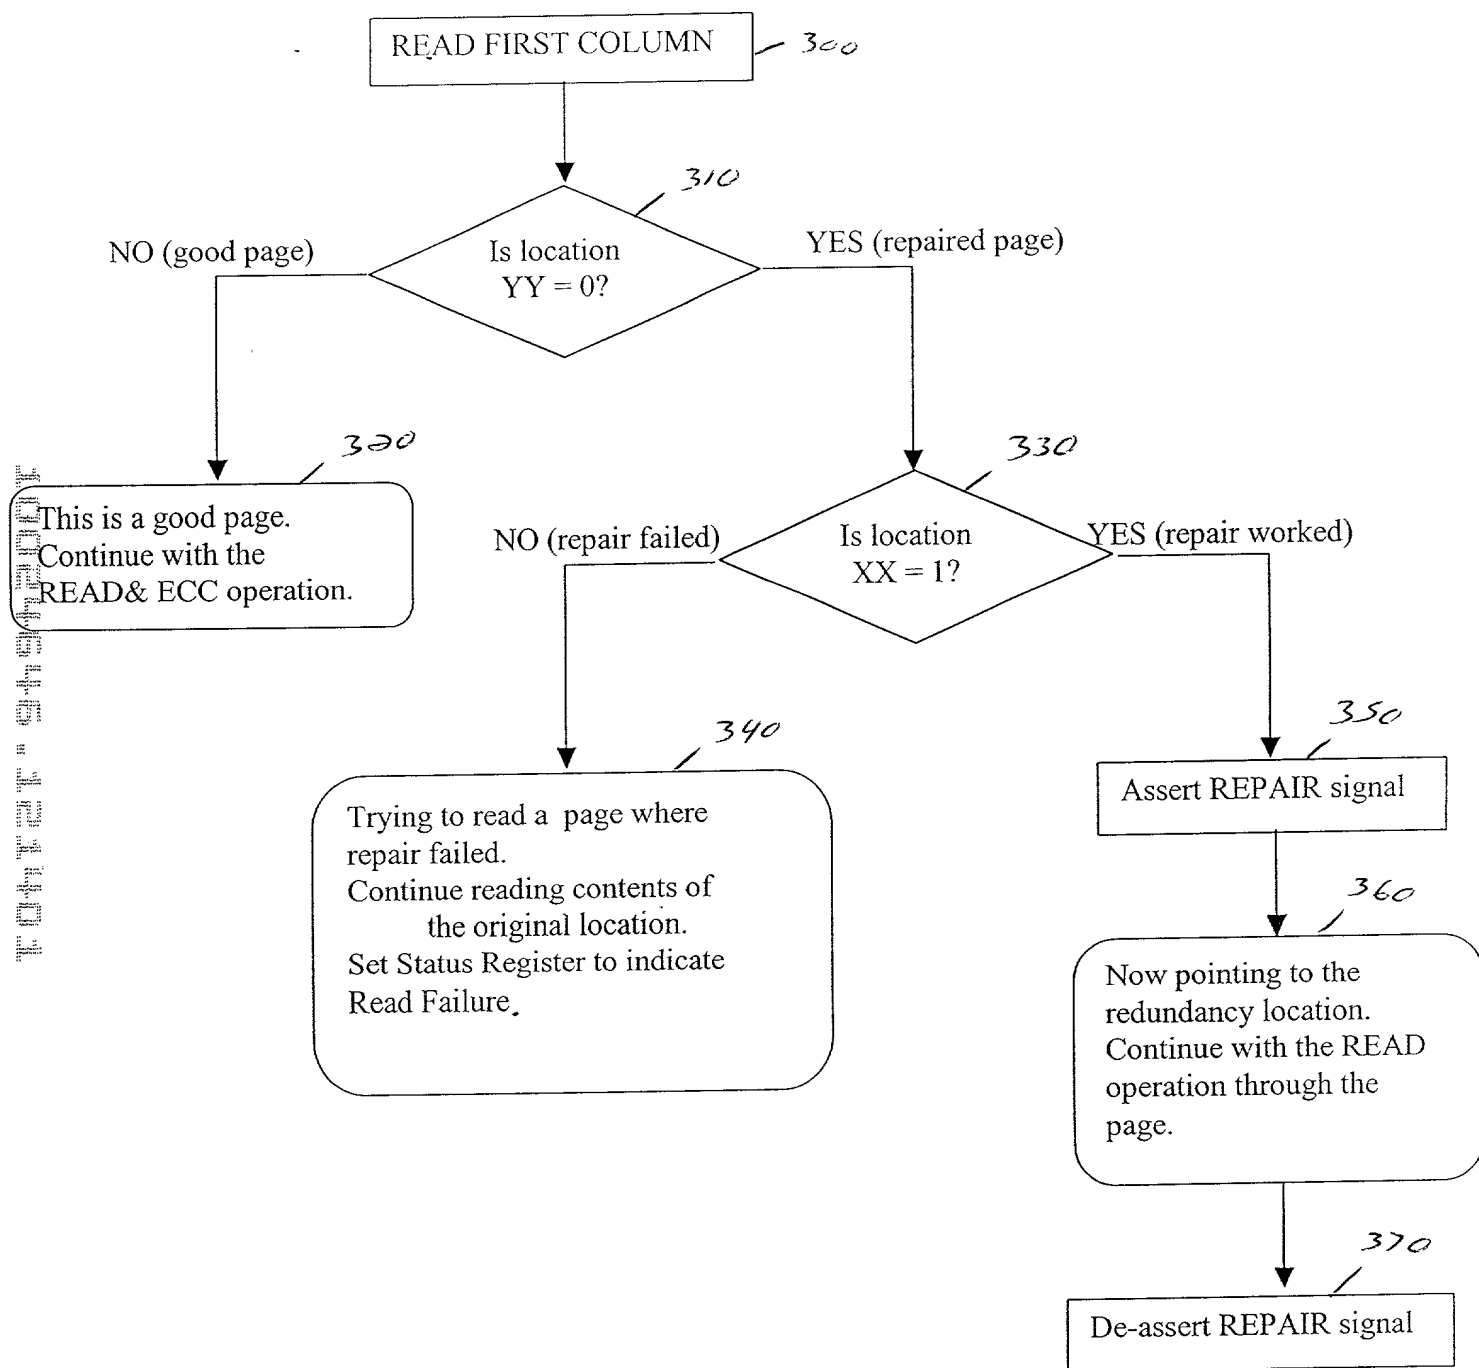 READ FIRST COLUMN
300
310
Is location
YY = 0?
NO (good page)
YES (repaired page)
320
This is a good page.
Continue with the
READ& ECC operation.
330
Is location
XX = 1?
NO (repair failed)
YES (repair worked)
340
Trying to read a page where
repair failed.
Continue reading contents of
the original location.
Set Status Register to indicate
Read Failure.
350
Assert REPAIR signal
360
Now pointing to the
redundancy location.
Continue with the READ
operation through the
page.
370
De-assert REPAIR signal